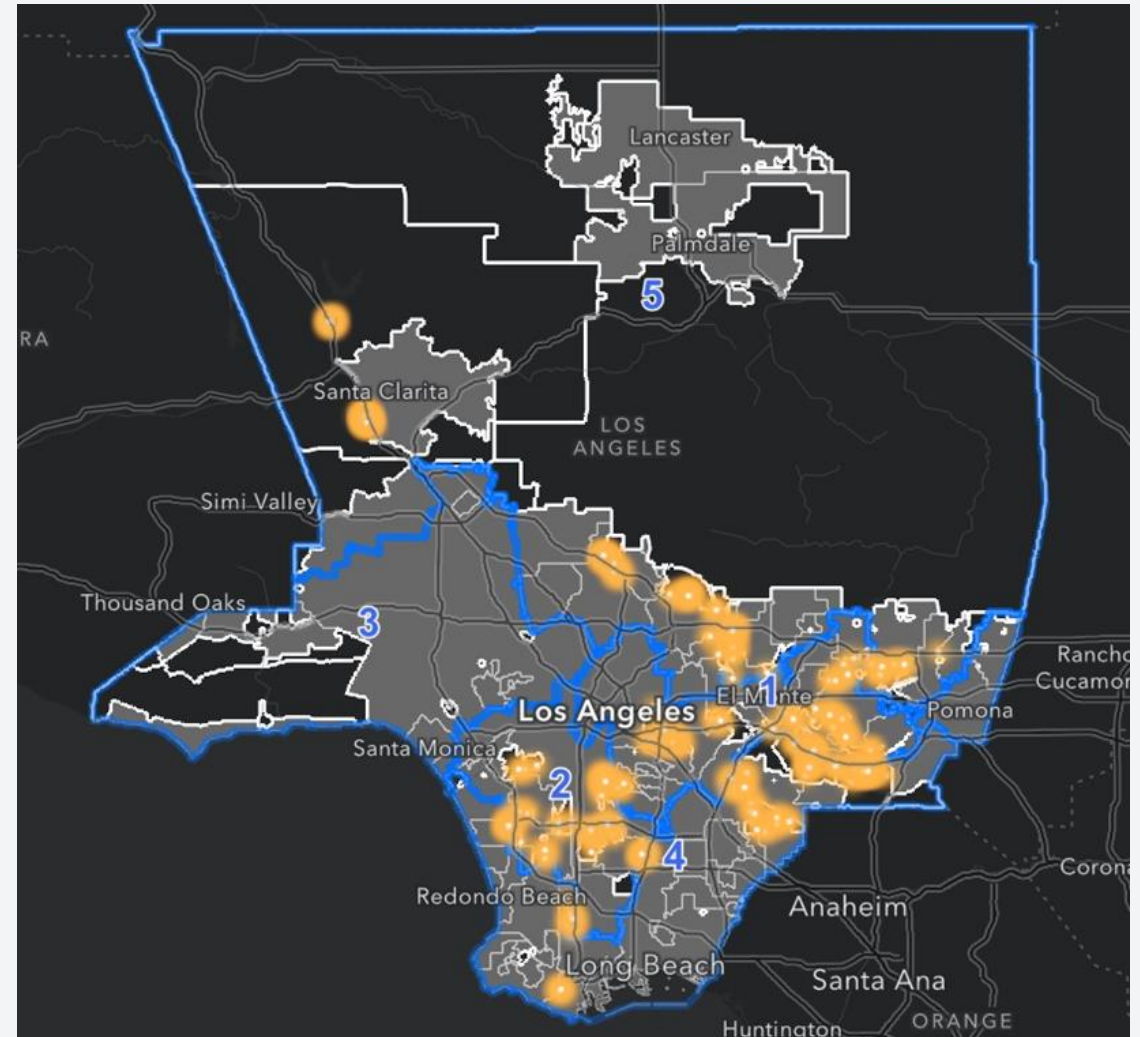 Lancaster
Palmdale
5
RA
Santa Clarita
LOS
ANGELES
Simi Valley
Thousand Oaks
3
Rancho
Cucamon
El Monte
1
Los Angeles
Pomona
Santa Monica
2
4
Corona
Redondo Beach
Anaheim
Long Beach
Santa Ana
ORANGE
Huntington